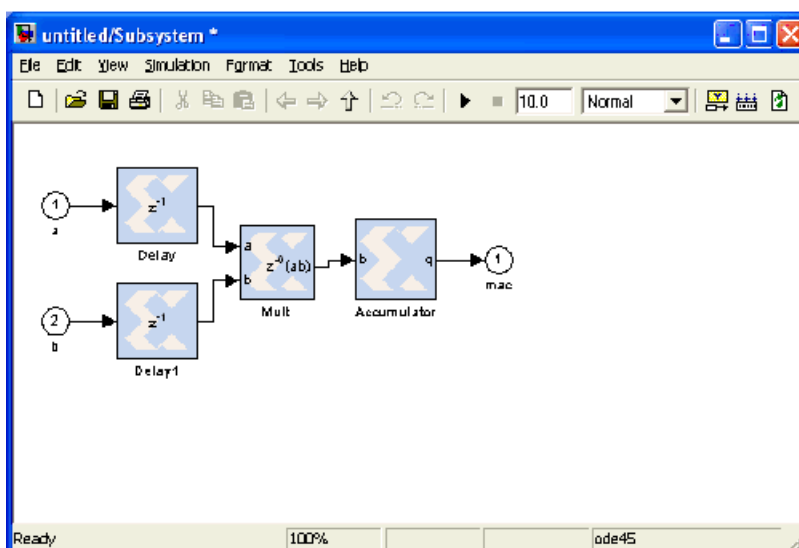 untitled/Subsystem *
File Edit View Simulation Format Tools Help
10.0 Normal
1
a
z-1
Delay
a
b
z-0(ab)
Mult
b q
Accumulator
1
mac
2
b
z-1
Delay1
Ready 100% ode45